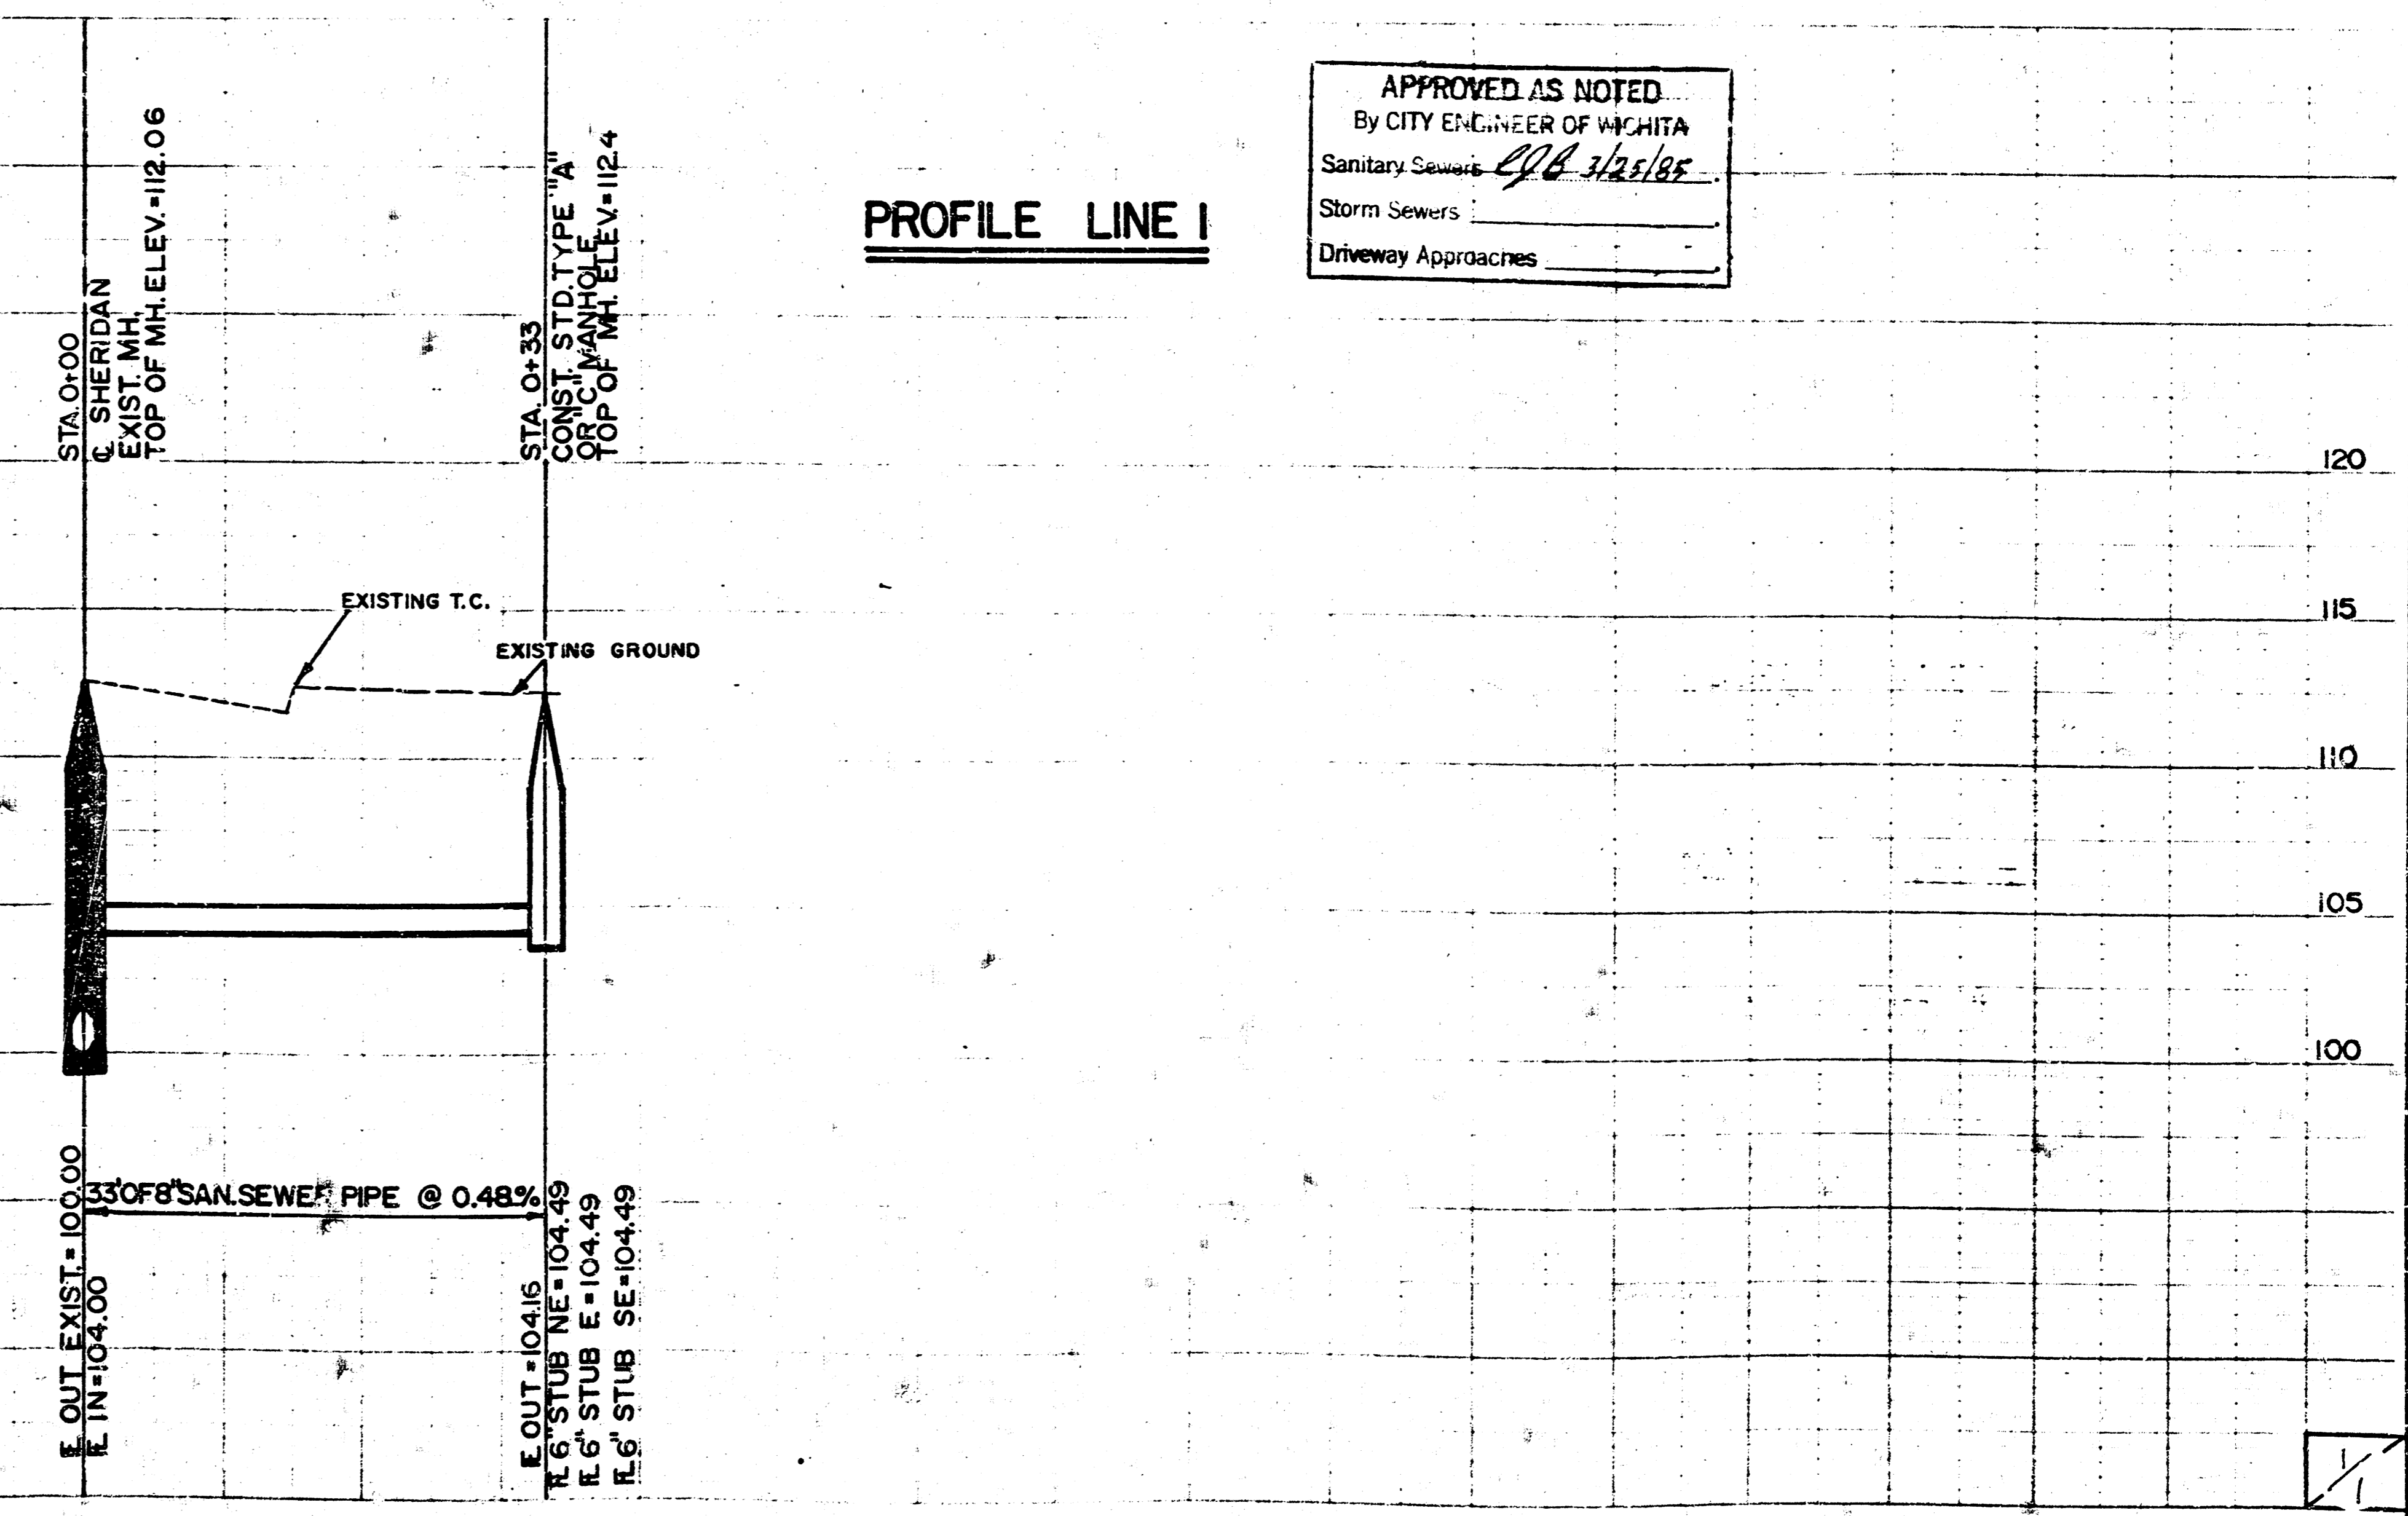 STA. 0+00
℄ SHERIDAN
EXIST. MH.
TOP OF MH. ELEV. = 112.06
STA. 0+33
CONST. STD. TYPE "A"
OR "C" MANHOLE
TOP OF MH. ELEV. = 112.4
PROFILE LINE 1
APPROVED AS NOTED
By CITY ENGINEER OF WICHITA
Sanitary Sewers 3/25/85
Storm Sewers
Driveway Approaches
120
EXISTING T.C.
115
EXISTING GROUND
110
105
100
33' OF 8" SAN. SEWER PIPE @ 0.48%
FL OUT EXIST. = 100.00
FL IN = 104.00
FL OUT = 104.16
FL 6" STUB NE = 104.49
FL 6" STUB E = 104.49
FL 6" STUB SE = 104.49
1/1